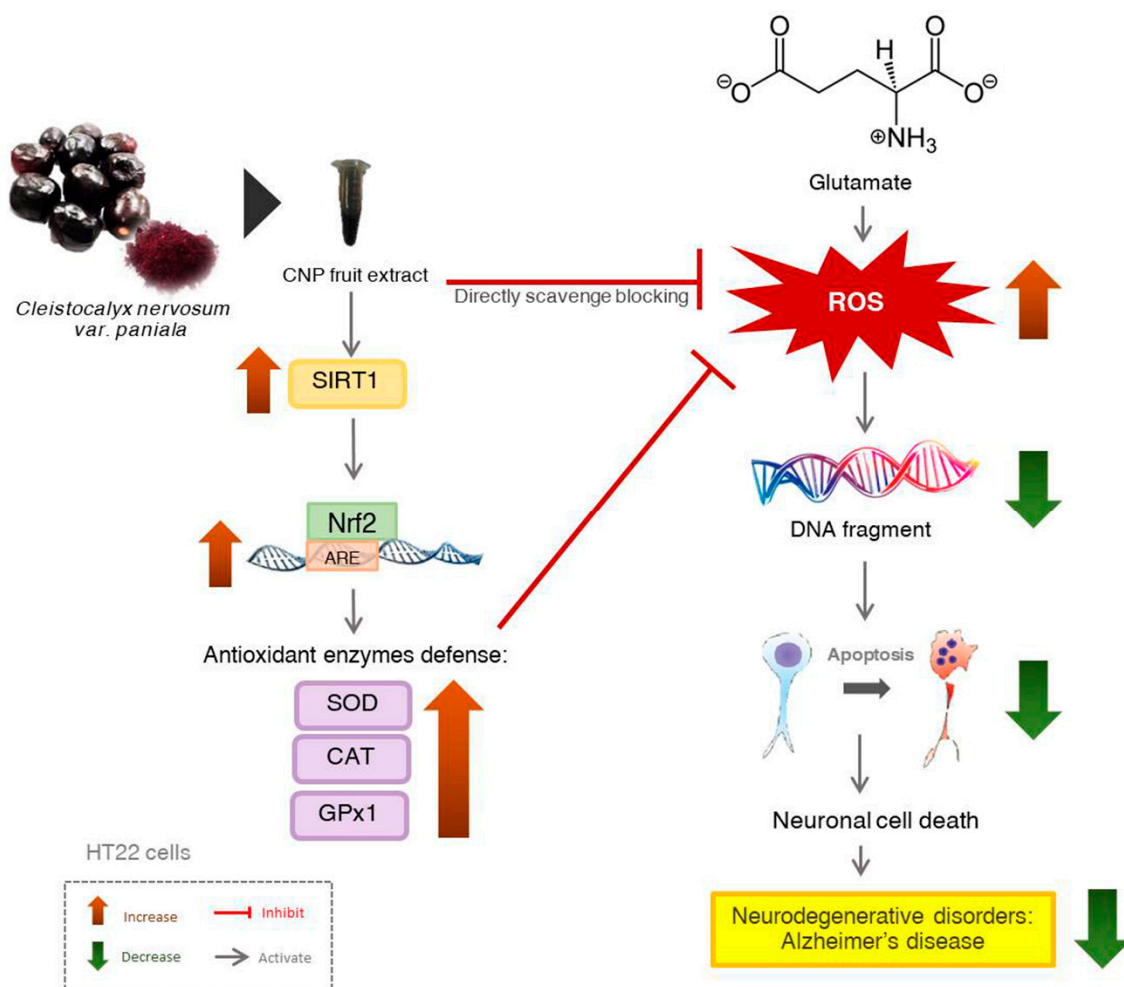 O
O
H
⊖O
O⊖
⊕NH3
Glutamate
Cleistocalyx nervosum
var. paniala
CNP fruit extract
Directly scavenge blocking
ROS
SIRT1
Nrf2
ARE
DNA fragment
Antioxidant enzymes defense:
SOD
CAT
GPx1
Apoptosis
Neuronal cell death
Neurodegenerative disorders:
Alzheimer's disease
HT22 cells
Increase
Inhibit
Decrease
Activate